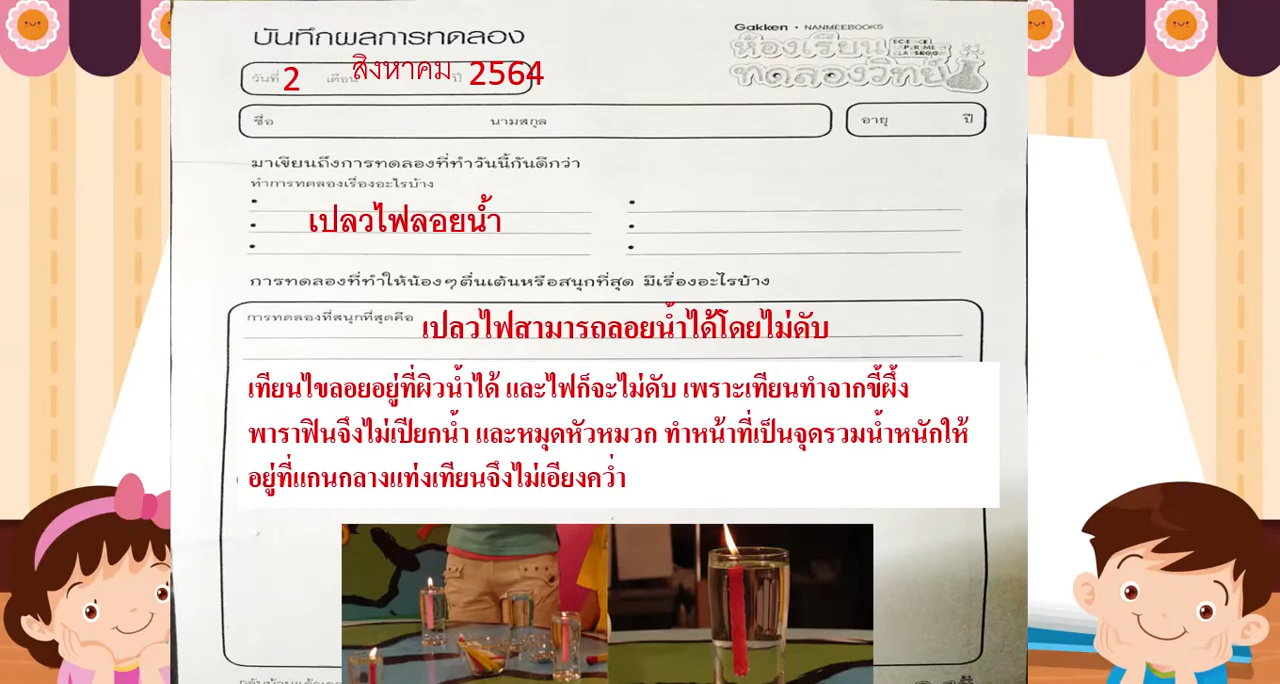 บันทึกผลการทดลอง
Gakken · NANMEEBOOKS
ห้องเรียน
ทดลองวิทย์
วันที่ 2 เดือน สิงหาคม ปี 2564
ชื่อ นามสกุล อายุ ปี
มาเขียนถึงการทดลองที่ทำวันนี้กันดีกว่า
ทำการทดลองเรื่องอะไรบ้าง
เปลวไฟลอยน้ำ
การทดลองที่ทำให้น้องๆตื่นเต้นหรือสนุกที่สุด มีเรื่องอะไรบ้าง
การทดลองที่สนุกที่สุดคือ เปลวไฟสามารถลอยน้ำได้โดยไม่ดับ
เทียนไขลอยอยู่ที่ผิวน้ำได้ และไฟก็จะไม่ดับ เพราะเทียนทำจากขี้ผึ้ง
พาราฟินจึงไม่เปียกน้ำ และหมุดหัวหมวก ทำหน้าที่เป็นจุดรวมน้ำหนักให้
อยู่ที่แกนกลางแท่งเทียนจึงไม่เอียงคว่ำ